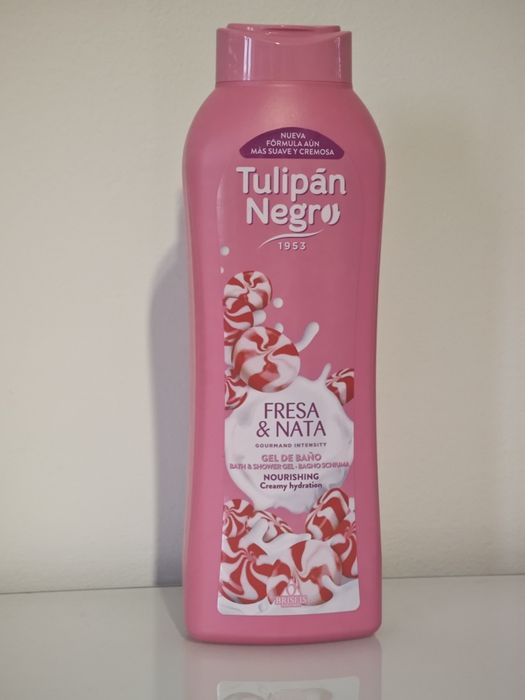 NUEVA
FÓRMULA AÚN
MÁS SUAVE Y CREMOSA
Tulipán
Negro
1953
FRESA
& NATA
GOURMAND INTENSITY
GEL DE BAÑO
BATH & SHOWER GEL - BAGNO SCHIUMA
NOURISHING
Creamy hydration
BRISEIS